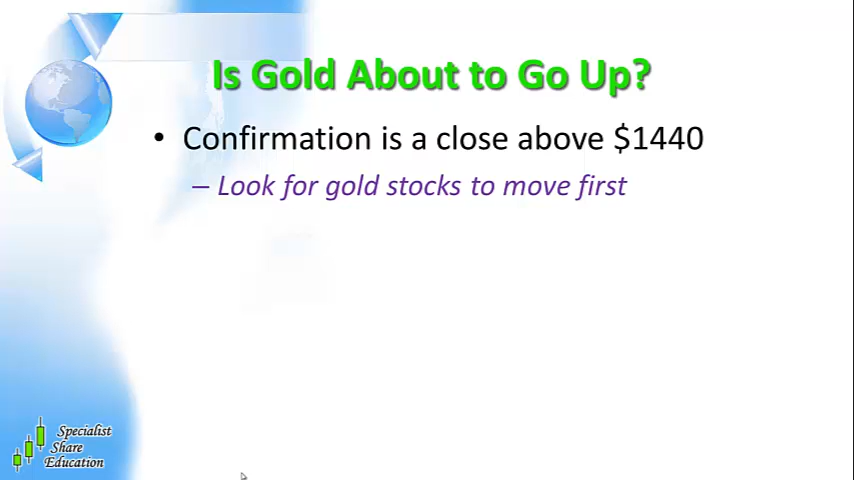 Is Gold About to Go Up?
• Confirmation is a close above $1440
– Look for gold stocks to move first
Specialist
Share
Education